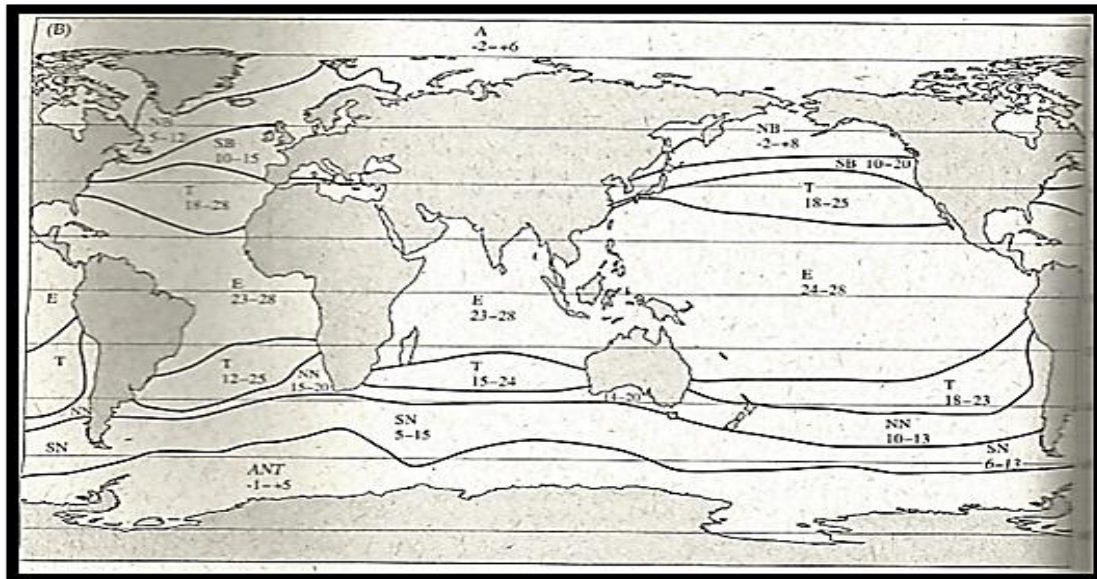 (B)
A
-2-+6
NB
5-12
SB
10-15
T
18-28
E
23-28
E
T
T
12-25
NN
15-20
NN
SN
SN
5-15
ANT
-1-+5
E
23-28
T
15-24
14-20
NB
-2-+8
SB 10-20
T
18-25
E
24-28
T
18-23
NN
10-13
SN